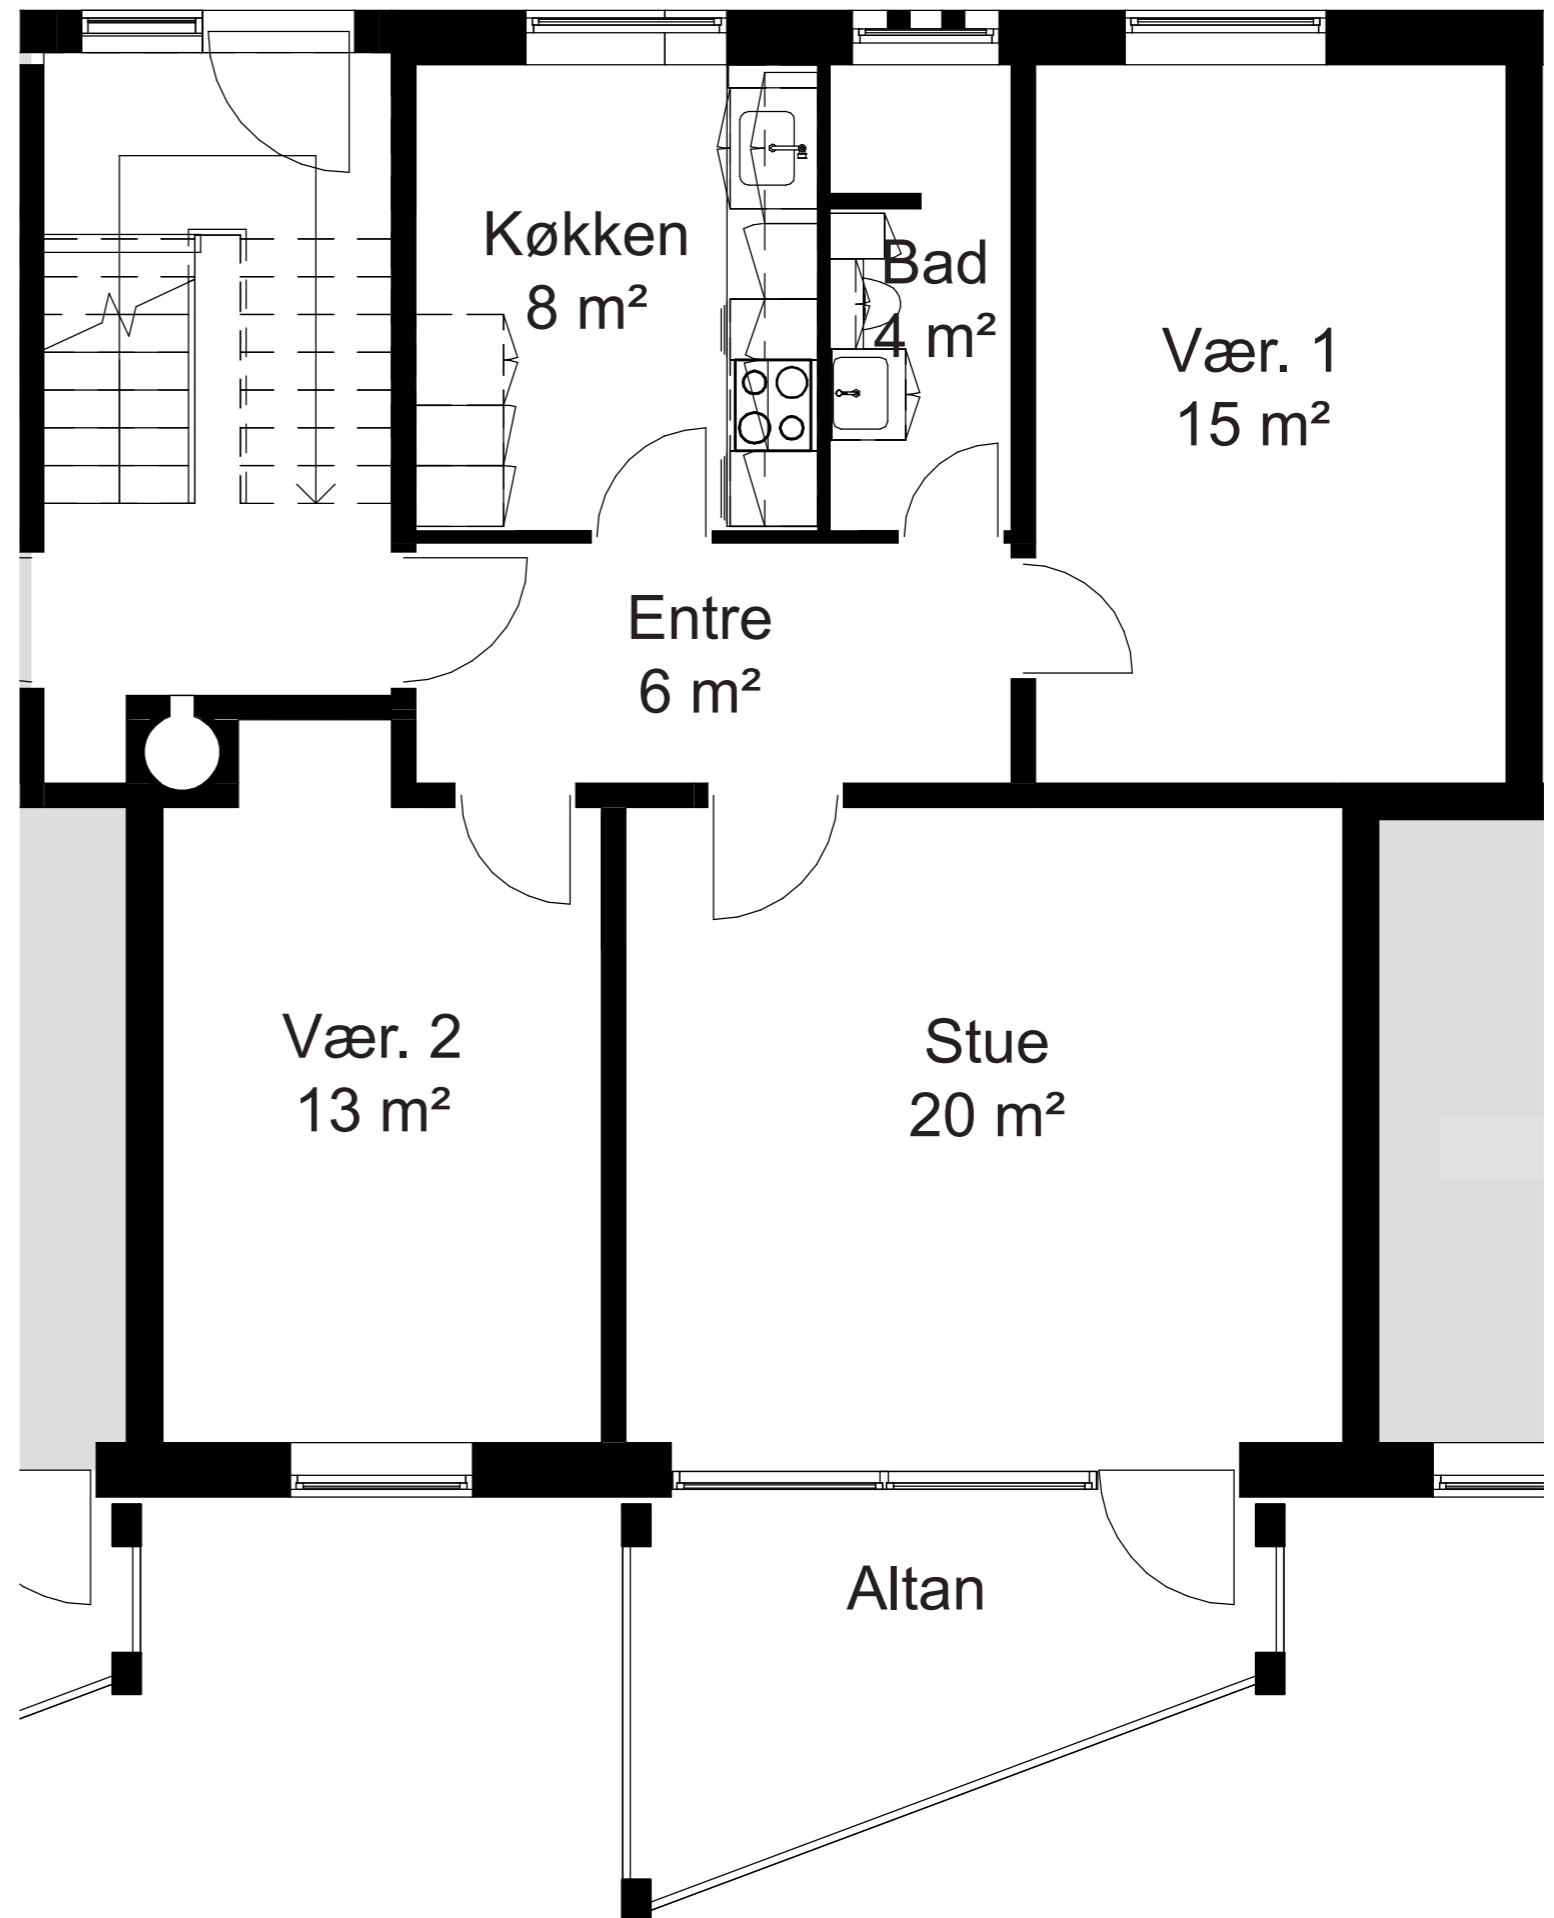 Køkken
8 m²
Bad
4 m²
Vær. 1
15 m²
Entre
6 m²
Vær. 2
13 m²
Stue
20 m²
Altan